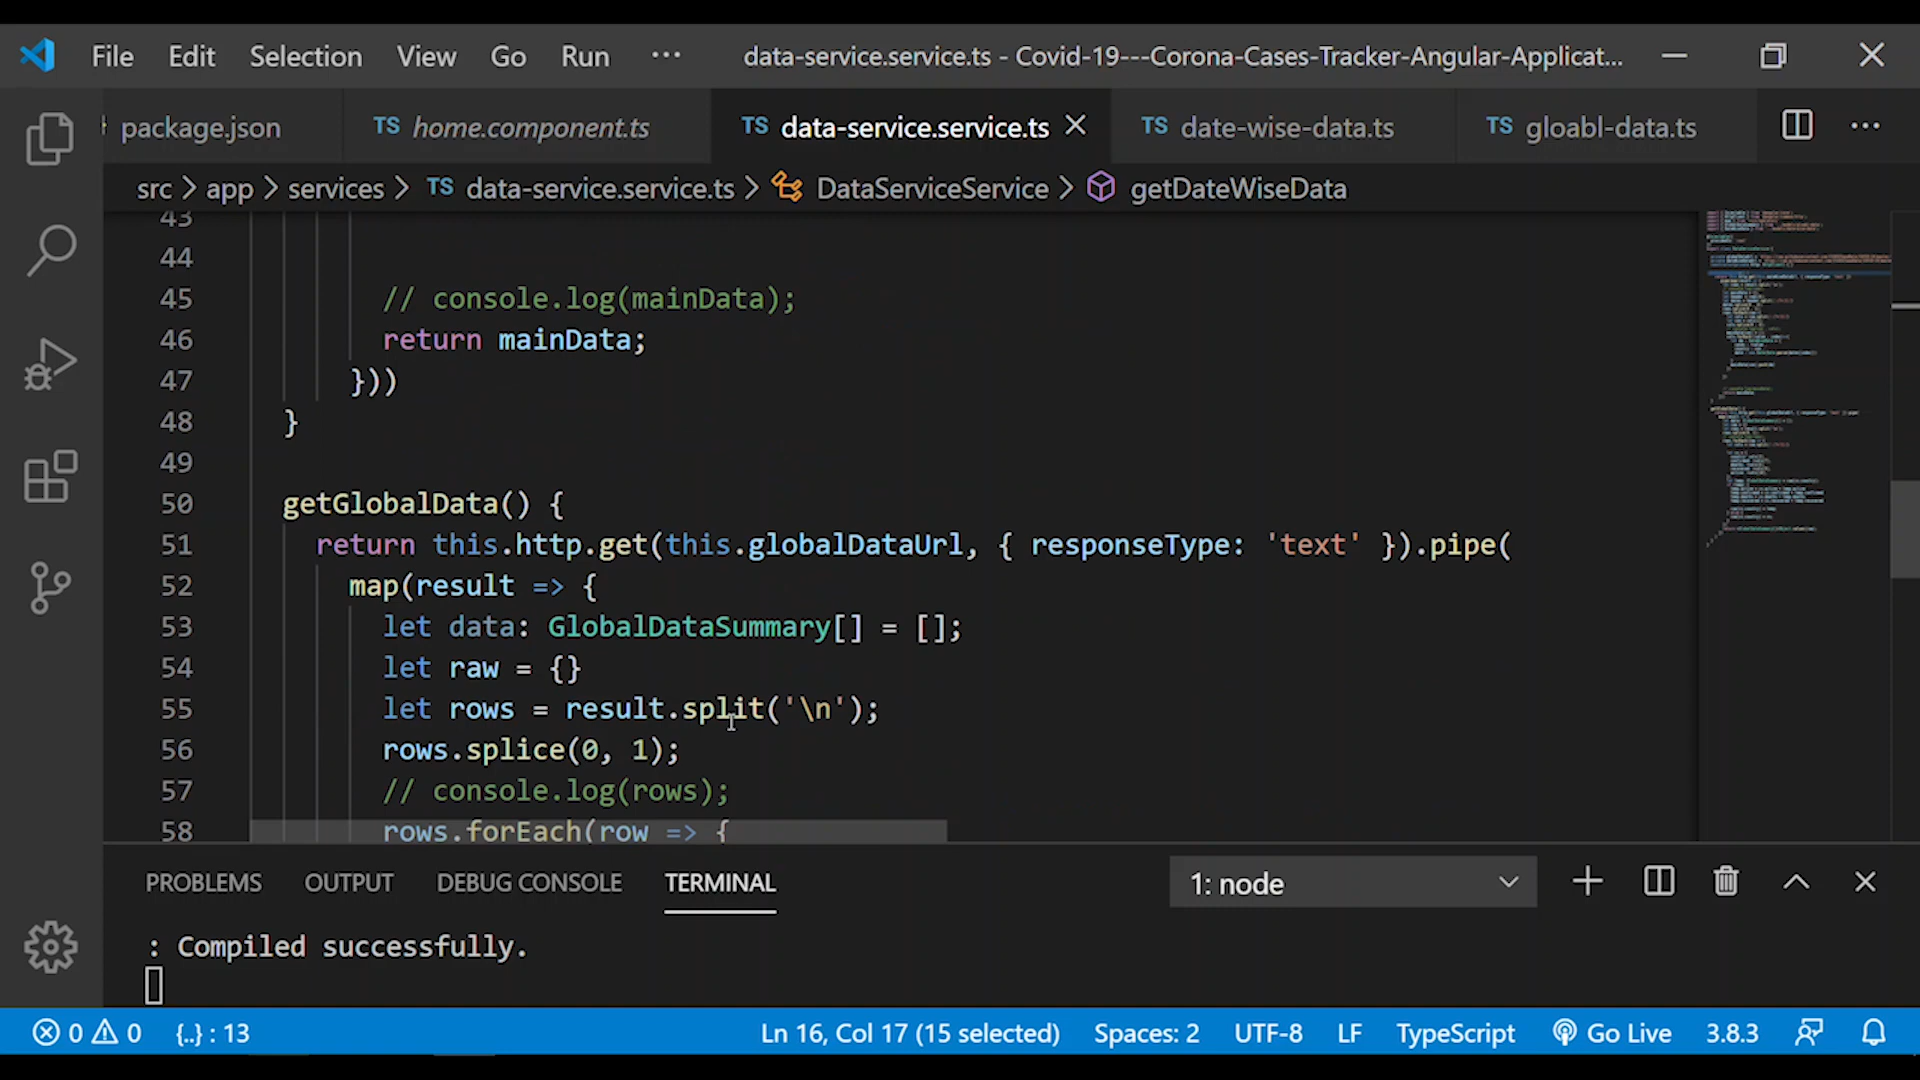 File Edit Selection View Go Run ··· data-service.service.ts - Covid-19---Corona-Cases-Tracker-Angular-Applicat...
package.json TS home.component.ts TS data-service.service.ts TS date-wise-data.ts TS gloabl-data.ts ···
src > app > services > TS data-service.service.ts > DataServiceService > getDateWiseData
43
44
45 // console.log(mainData);
46 return mainData;
47 }))
48 }
49
50 getGlobalData() {
51 return this.http.get(this.globalDataUrl, { responseType: 'text' }).pipe(
52 map(result => {
53 let data: GlobalDataSummary[] = [];
54 let raw = {}
55 let rows = result.split('\n');
56 rows.splice(0, 1);
57 // console.log(rows);
58 rows.forEach(row => {
PROBLEMS OUTPUT DEBUG CONSOLE TERMINAL 1: node
: Compiled successfully.
0 0 {..} : 13 Ln 16, Col 17 (15 selected) Spaces: 2 UTF-8 LF TypeScript Go Live 3.8.3